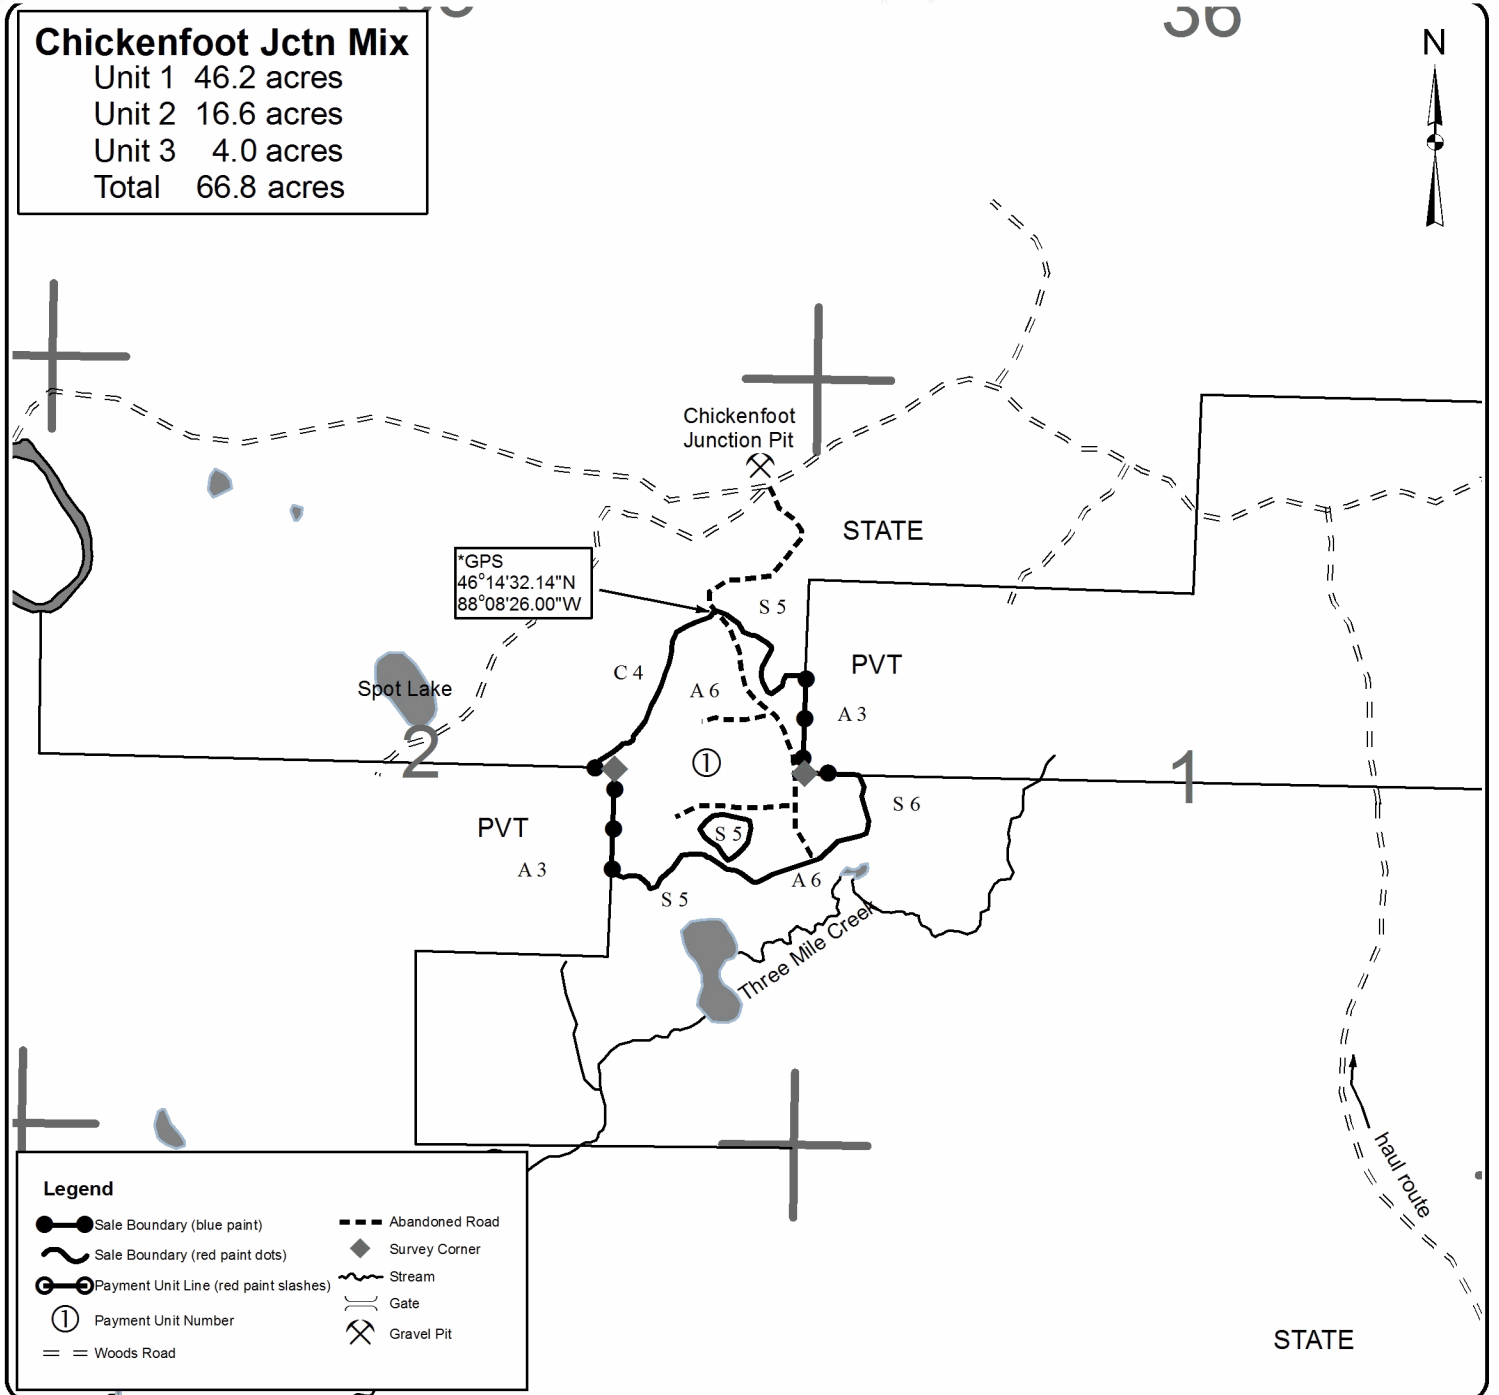 36
Chickenfoot Jctn Mix
Unit 1 46.2 acres
Unit 2 16.6 acres
Unit 3 4.0 acres
Total 66.8 acres
N
Chickenfoot
Junction Pit
STATE
*GPS
46°14'32.14"N
88°08'26.00"W
S 5
PVT
C 4
A 6
Spot Lake
A 3
2
1
1
S 6
PVT
S 5
A 3
A 6
S 5
Three Mile Creek
haul route
Legend
Sale Boundary (blue paint)
Sale Boundary (red paint dots)
Payment Unit Line (red paint slashes)
1 Payment Unit Number
Woods Road
Abandoned Road
Survey Corner
Stream
Gate
Gravel Pit
STATE